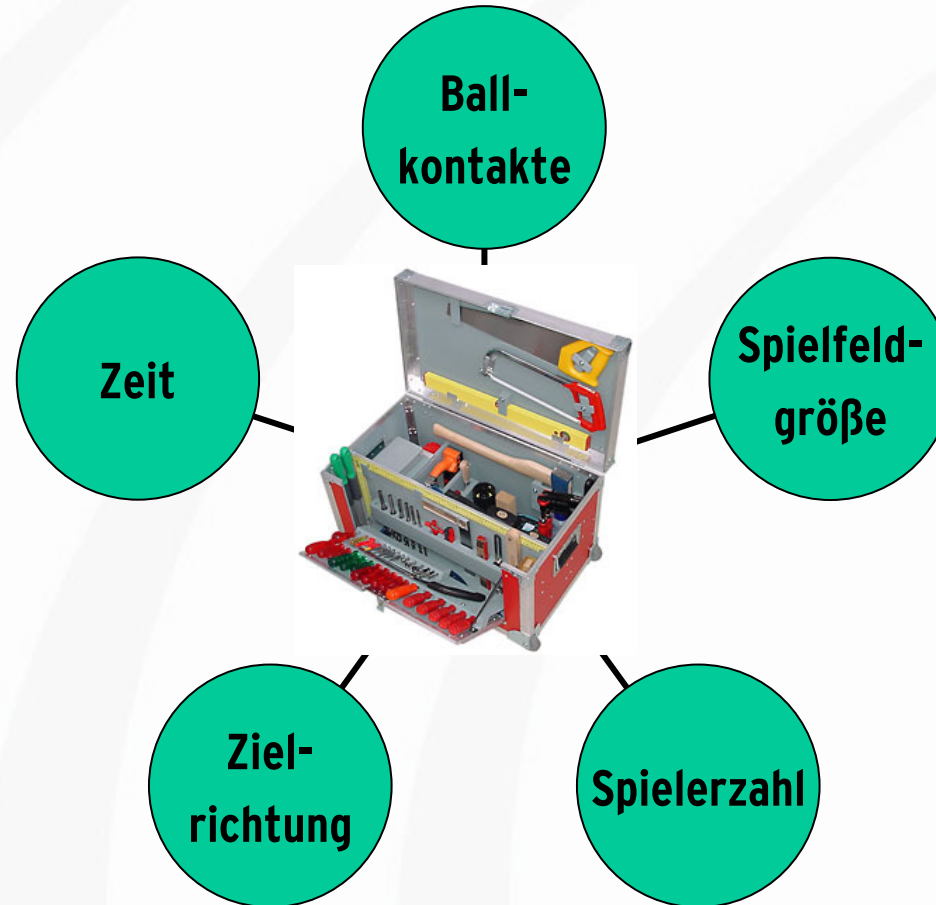 Ball-
kontakte
Zeit
Spielfeld-
größe
Ziel-
richtung
Spielerzahl